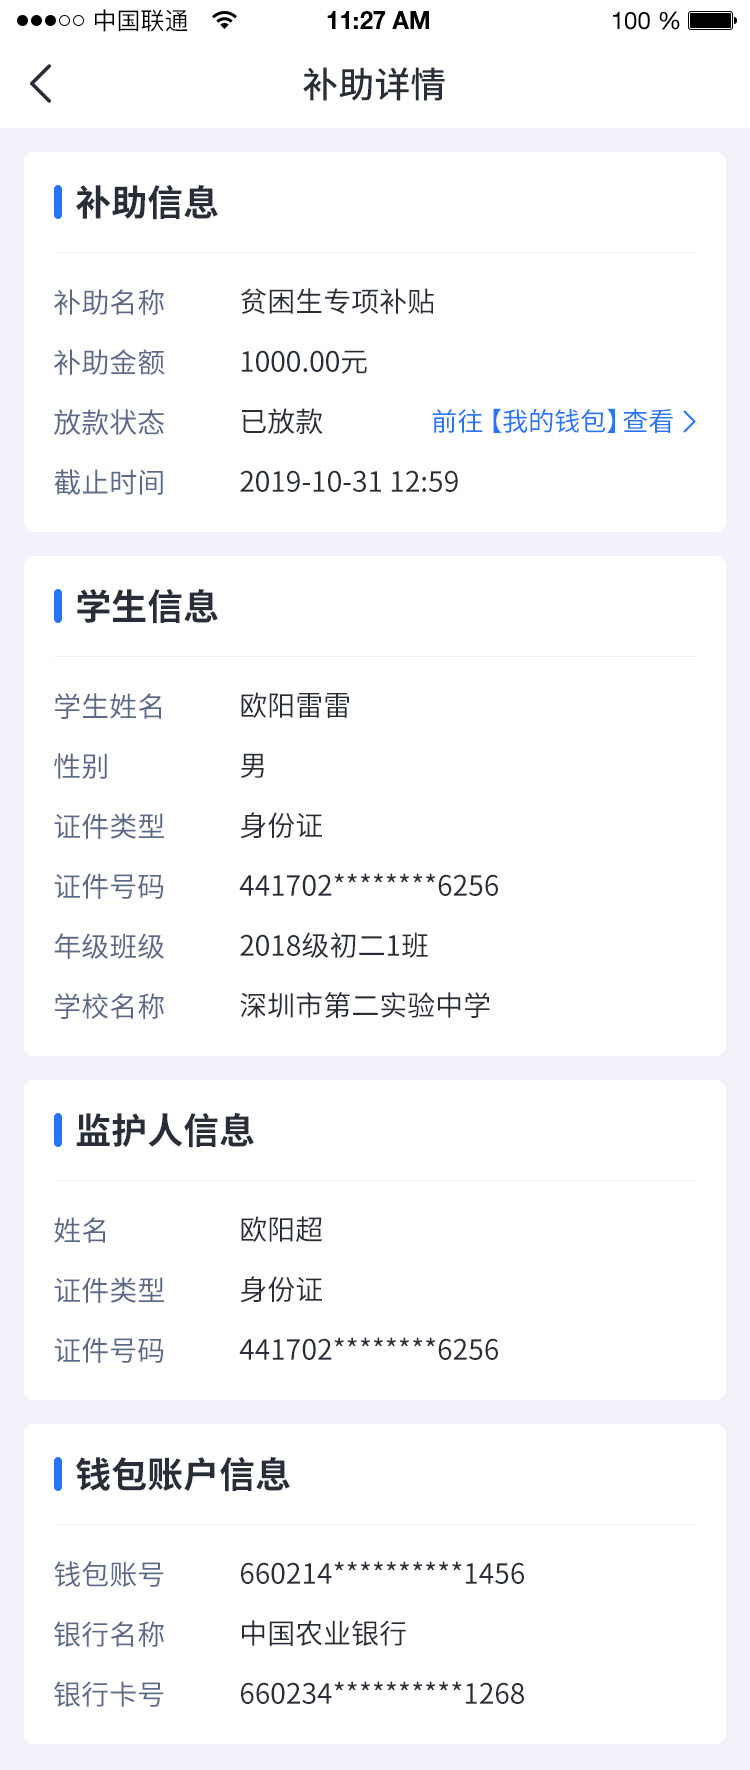 中国联通 11:27 AM 100 %
补助详情
补助信息
补助名称 贫困生专项补贴
补助金额 1000.00元
放款状态 已放款 前往【我的钱包】查看
截止时间 2019-10-31 12:59
学生信息
学生姓名 欧阳雷雷
性别 男
证件类型 身份证
证件号码 441702********6256
年级班级 2018级初二1班
学校名称 深圳市第二实验中学
监护人信息
姓名 欧阳超
证件类型 身份证
证件号码 441702********6256
钱包账户信息
钱包账号 660214**********1456
银行名称 中国农业银行
银行卡号 660234**********1268